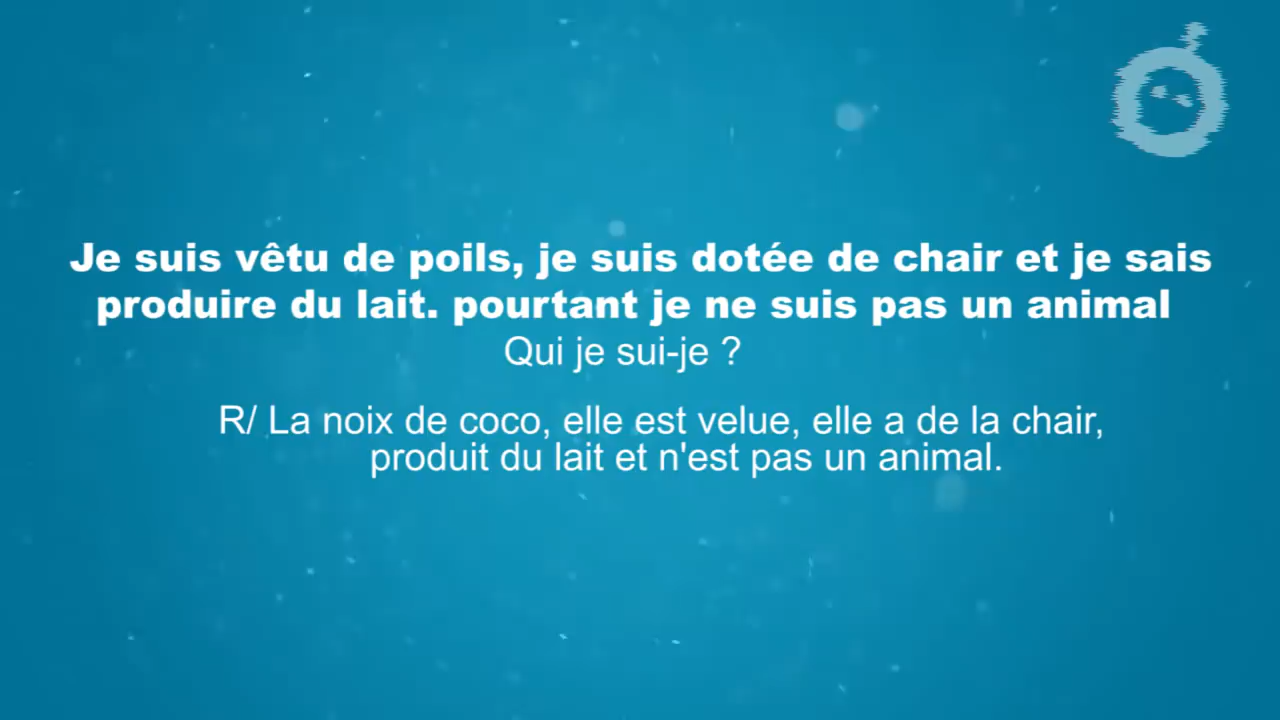 Je suis vêtu de poils, je suis dotée de chair et je sais
produire du lait. pourtant je ne suis pas un animal
Qui je sui-je ?
R/ La noix de coco, elle est velue, elle a de la chair,
produit du lait et n'est pas un animal.